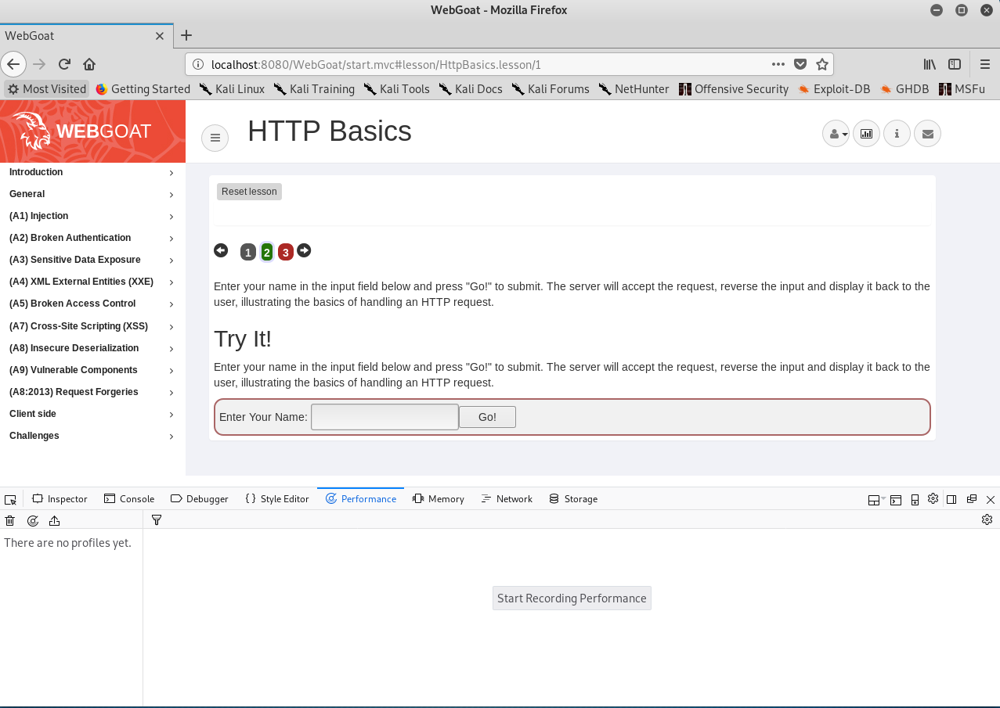 WebGoat - Mozilla Firefox
WebGoat
localhost:8080/WebGoat/start.mvc#lesson/HttpBasics.lesson/1
Most Visited Getting Started Kali Linux Kali Training Kali Tools Kali Docs Kali Forums NetHunter Offensive Security Exploit-DB GHDB MSFu
WEBGOAT
HTTP Basics
Introduction
General
(A1) Injection
(A2) Broken Authentication
(A3) Sensitive Data Exposure
(A4) XML External Entities (XXE)
(A5) Broken Access Control
(A7) Cross-Site Scripting (XSS)
(A8) Insecure Deserialization
(A9) Vulnerable Components
(A8:2013) Request Forgeries
Client side
Challenges
Reset lesson
1 2 3
Enter your name in the input field below and press "Go!" to submit. The server will accept the request, reverse the input and display it back to the
user, illustrating the basics of handling an HTTP request.
Try It!
Enter your name in the input field below and press "Go!" to submit. The server will accept the request, reverse the input and display it back to the
user, illustrating the basics of handling an HTTP request.
Enter Your Name: Go!
Inspector Console Debugger Style Editor Performance Memory Network Storage
There are no profiles yet.
Start Recording Performance